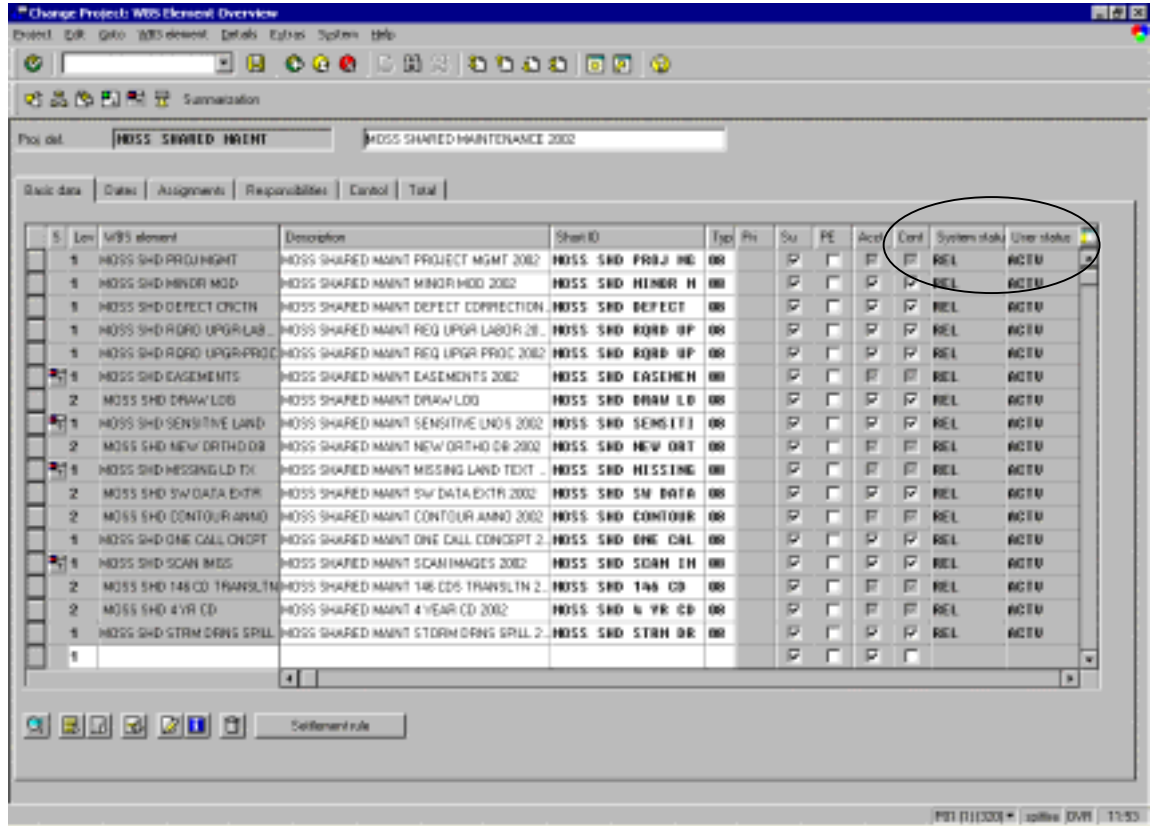 Change Project: WBS Element Overview
Project Edit Goto WBS element Details Extras System Help
Summarization
Proj. def. MOSS SHARED MAINT MOSS SHARED MAINTENANCE 2002
Basic data Dates Assignments Responsibilities Control Total
S Lev WBS element Description Short ID Typ Pri Su PE Acct System statu User status
1 MOSS SHD PROJ MGMT MOSS SHARED MAINT PROJECT MGMT 2002 MOSS SHD PROJ MG 08 REL ACTV
1 MOSS SHD MINOR MOD MOSS SHARED MAINT MINOR MOD 2002 MOSS SHD MINOR M 08 REL ACTV
1 MOSS SHD DEFECT CRCTN MOSS SHARED MAINT DEFECT CORRECTION MOSS SHD DEFECT 08 REL ACTV
1 MOSS SHD RQRD UPGR-LAB... MOSS SHARED MAINT REQ UPGR LABOR 20... MOSS SHD RQRD UP 08 REL ACTV
1 MOSS SHD RQRD UPGR-PROC MOSS SHARED MAINT REQ UPGR PROC 2002 MOSS SHD RQRD UP 08 REL ACTV
1 MOSS SHD EASEMENTS MOSS SHARED MAINT EASEMENTS 2002 MOSS SHD EASEMEN 08 REL ACTV
2 MOSS SHD DRAW LOG MOSS SHARED MAINT DRAW LOG MOSS SHD DRAW LO 08 REL ACTV
1 MOSS SHD SENSITIVE LAND MOSS SHARED MAINT SENSITIVE LNDS 2002 MOSS SHD SENSITI 08 REL ACTV
2 MOSS SHD NEW ORTHO DB MOSS SHARED MAINT NEW ORTHO DB 2002 MOSS SHD NEW ORT 08 REL ACTV
1 MOSS SHD MISSING LD TX MOSS SHARED MAINT MISSING LAND TEXT ... MOSS SHD MISSING 08 REL ACTV
2 MOSS SHD SW DATA EXTR MOSS SHARED MAINT SW DATA EXTR 2002 MOSS SHD SW DATA 08 REL ACTV
2 MOSS SHD CONTOUR ANNO MOSS SHARED MAINT CONTOUR ANNO 2002 MOSS SHD CONTOUR 08 REL ACTV
1 MOSS SHD ONE CALL CNCPT MOSS SHARED MAINT ONE CALL CONCEPT 2... MOSS SHD ONE CAL 08 REL ACTV
1 MOSS SHD SCAN IMGS MOSS SHARED MAINT SCAN IMAGES 2002 MOSS SHD SCAN IM 08 REL ACTV
2 MOSS SHD 146 CD TRANSLTN MOSS SHARED MAINT 146 CDS TRANSLTN 2... MOSS SHD 146 CD 08 REL ACTV
2 MOSS SHD 4 YR CD MOSS SHARED MAINT 4 YEAR CD 2002 MOSS SHD 4 YR CD 08 REL ACTV
1 MOSS SHD STRM DRNS SPILL MOSS SHARED MAINT STORM DRNS SPILL 2... MOSS SHD STRM DR 08 REL ACTV
1
Settlement rule
P01 (1) (320) spitfire OVR 11:53